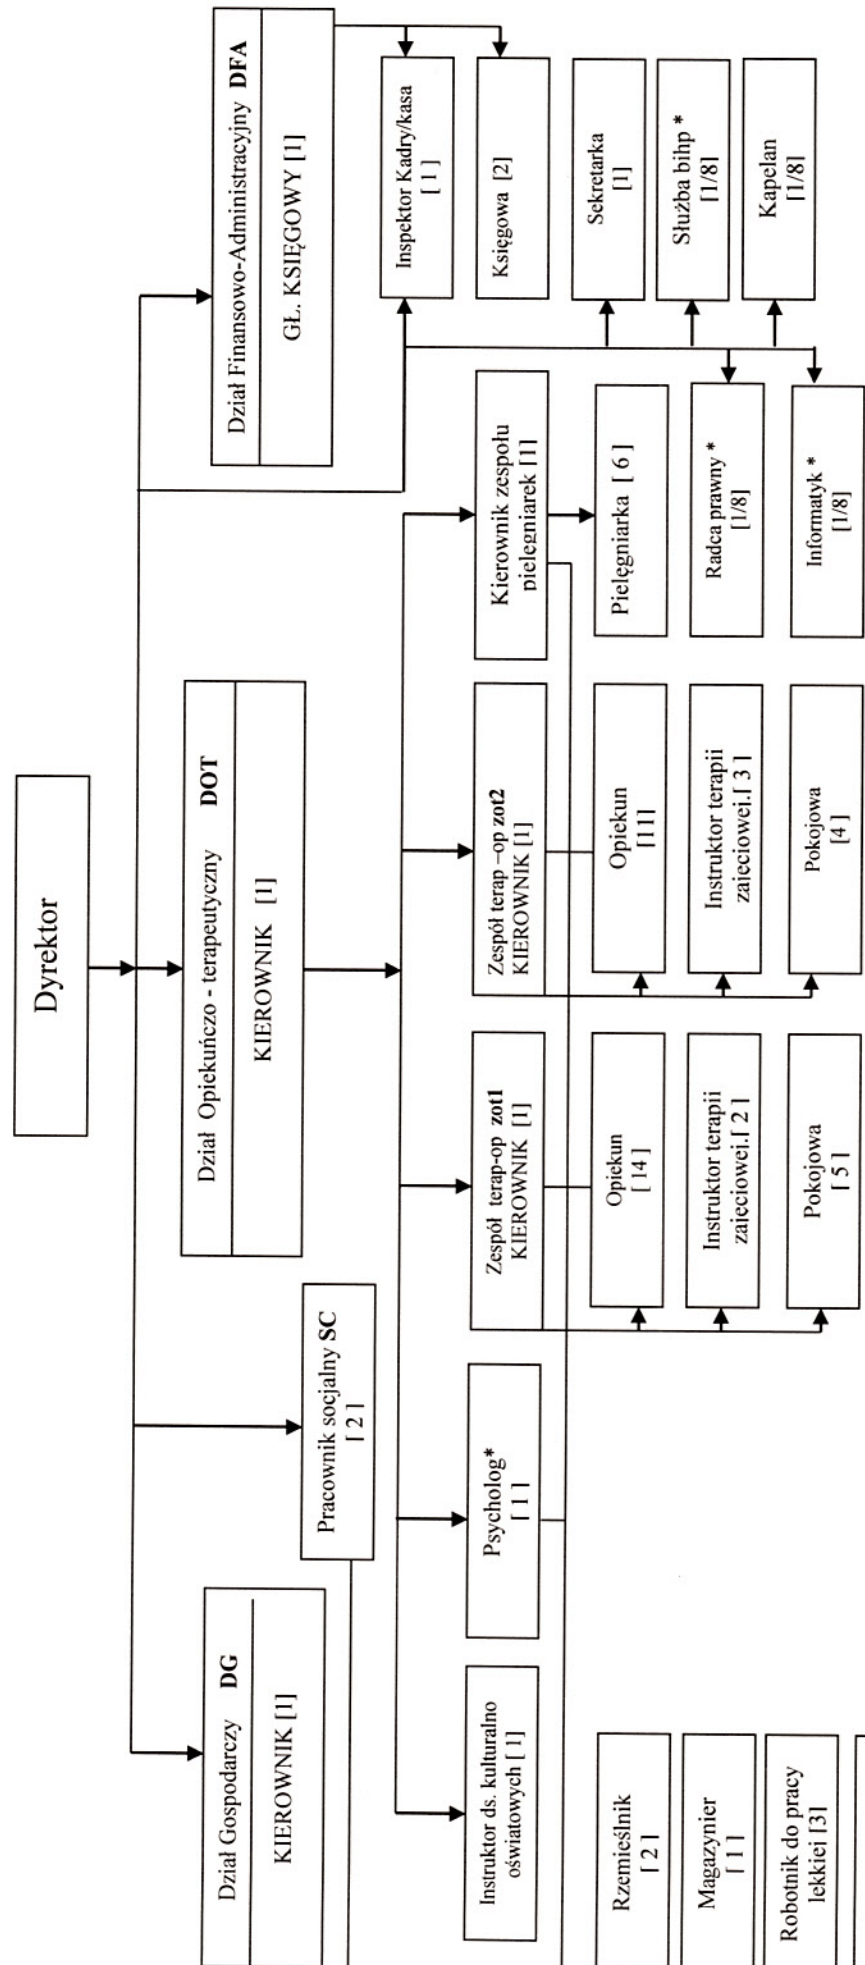 Dyrektor
Dział Gospodarczy DG
KIEROWNIK [1]
Pracownik socjalny SC
[ 2 ]
Dział Opiekuńczo - terapeutyczny DOT
KIEROWNIK [1]
Dział Finansowo-Administracyjny DFA
GŁ. KSIĘGOWY [1]
Instruktor ds. kulturalno
oświatowych [ 1]
Psycholog*
[ 1 ]
Zespół terap-op zot1
KIEROWNIK [1]
Opiekun
[ 14]
Instruktor terapii
zajęciowej.[ 2 ]
Pokojowa
[ 5 ]
Zespół terap –op zot2
KIEROWNIK [1]
Opiekun
[11]
Instruktor terapii
zajęciowej.[ 3 ]
Pokojowa
[4 ]
Kierownik zespołu
pielęgniarek [1]
Pielęgniarka [ 6 ]
Radca prawny *
[1/8]
Informatyk *
[1/8]
Inspektor Kadry/kasa
[ 1 ]
Księgowa [2]
Sekretarka
[1]
Służba bihp *
[1/8]
Kapelan
[1/8]
Rzemieślnik
[ 2 ]
Magazynier
[ 1 ]
Robotnik do pracy
lekkiej [3]